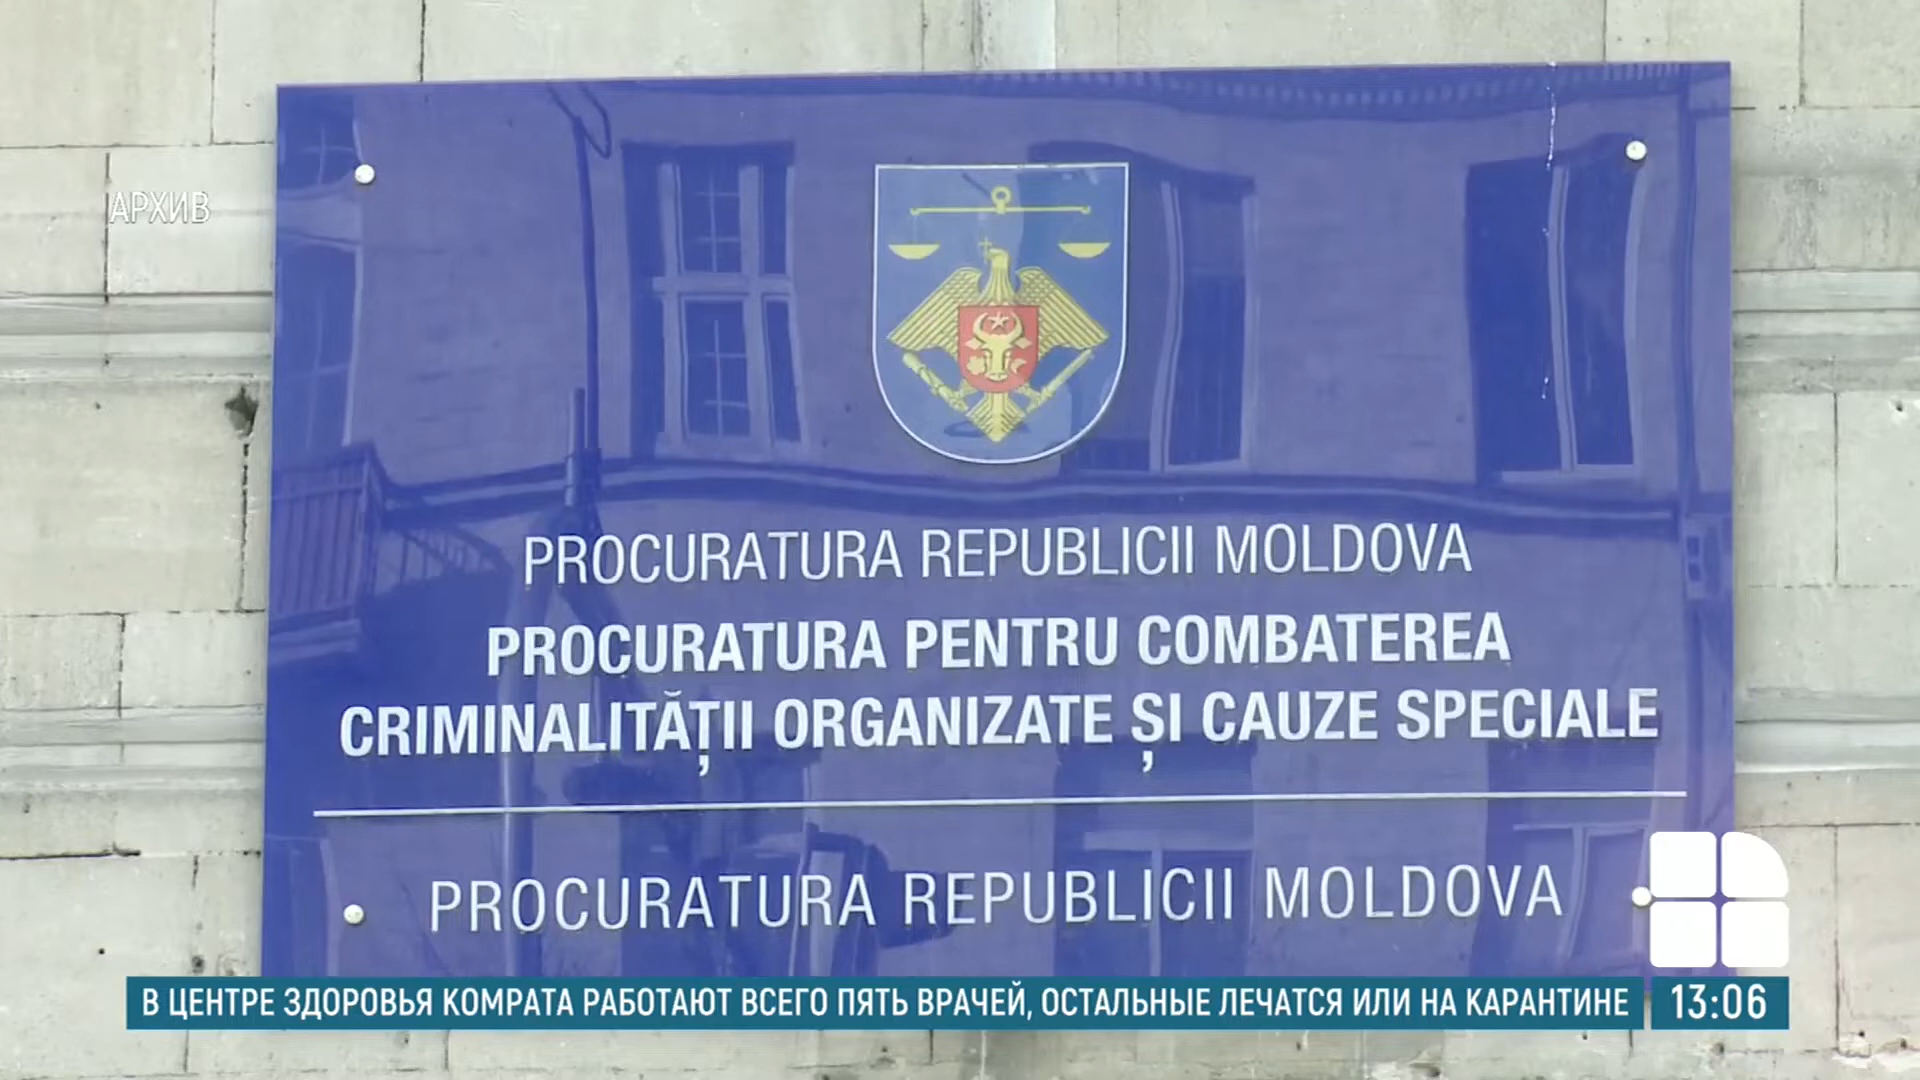 АРХИВ
PROCURATURA REPUBLICII MOLDOVA
PROCURATURA PENTRU COMBATEREA
CRIMINALITĂȚII ORGANIZATE ȘI CAUZE SPECIALE
PROCURATURA REPUBLICII MOLDOVA
В ЦЕНТРЕ ЗДОРОВЬЯ КОМРАТА РАБОТАЮТ ВСЕГО ПЯТЬ ВРАЧЕЙ, ОСТАЛЬНЫЕ ЛЕЧАТСЯ ИЛИ НА КАРАНТИНЕ
13:06